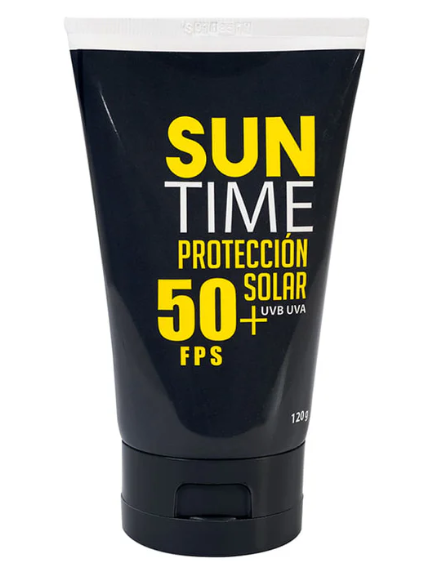 SUN
TIME
PROTECCIÓN
SOLAR
50+
UVB UVA
FPS
120g